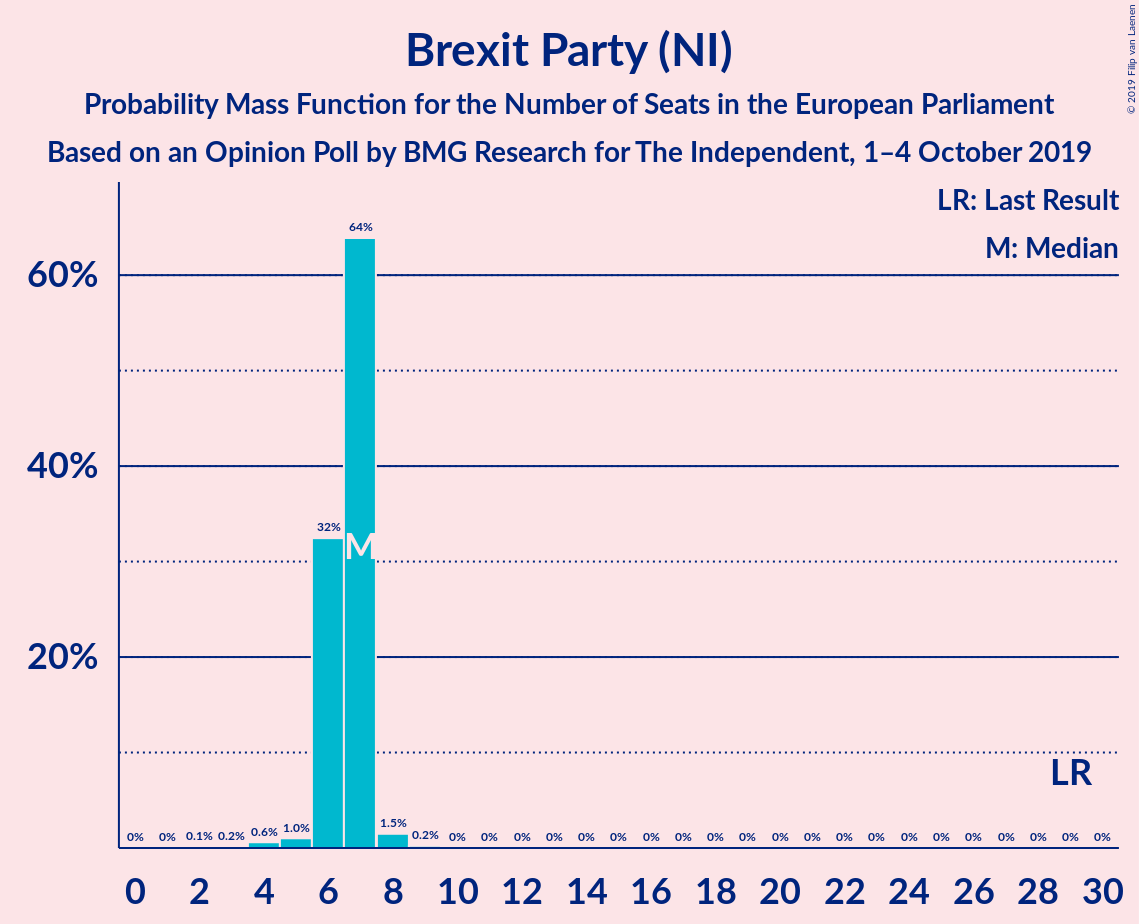 Brexit Party (NI)
Probability Mass Function for the Number of Seats in the European Parliament
Based on an Opinion Poll by BMG Research for The Independent, 1–4 October 2019
© 2019 Filip van Laenen
LR: Last Result
M: Median
60%
40%
20%
64%
32%
M
LR
0% 0% 0.1% 0.2% 0.6% 1.0% 1.5% 0.2% 0% 0% 0% 0% 0% 0% 0% 0% 0% 0% 0% 0% 0% 0% 0% 0% 0% 0% 0% 0% 0%
0 2 4 6 8 10 12 14 16 18 20 22 24 26 28 30